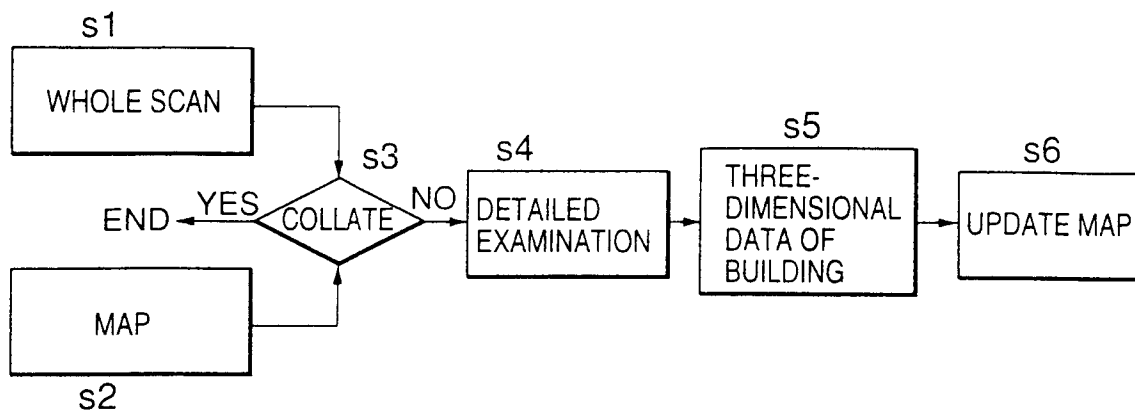 s1
WHOLE SCAN
s3
YES
NO
END
COLLATE
MAP
s2
s4
DETAILED
EXAMINATION
s5
THREE-
DIMENSIONAL
DATA OF
BUILDING
s6
UPDATE MAP